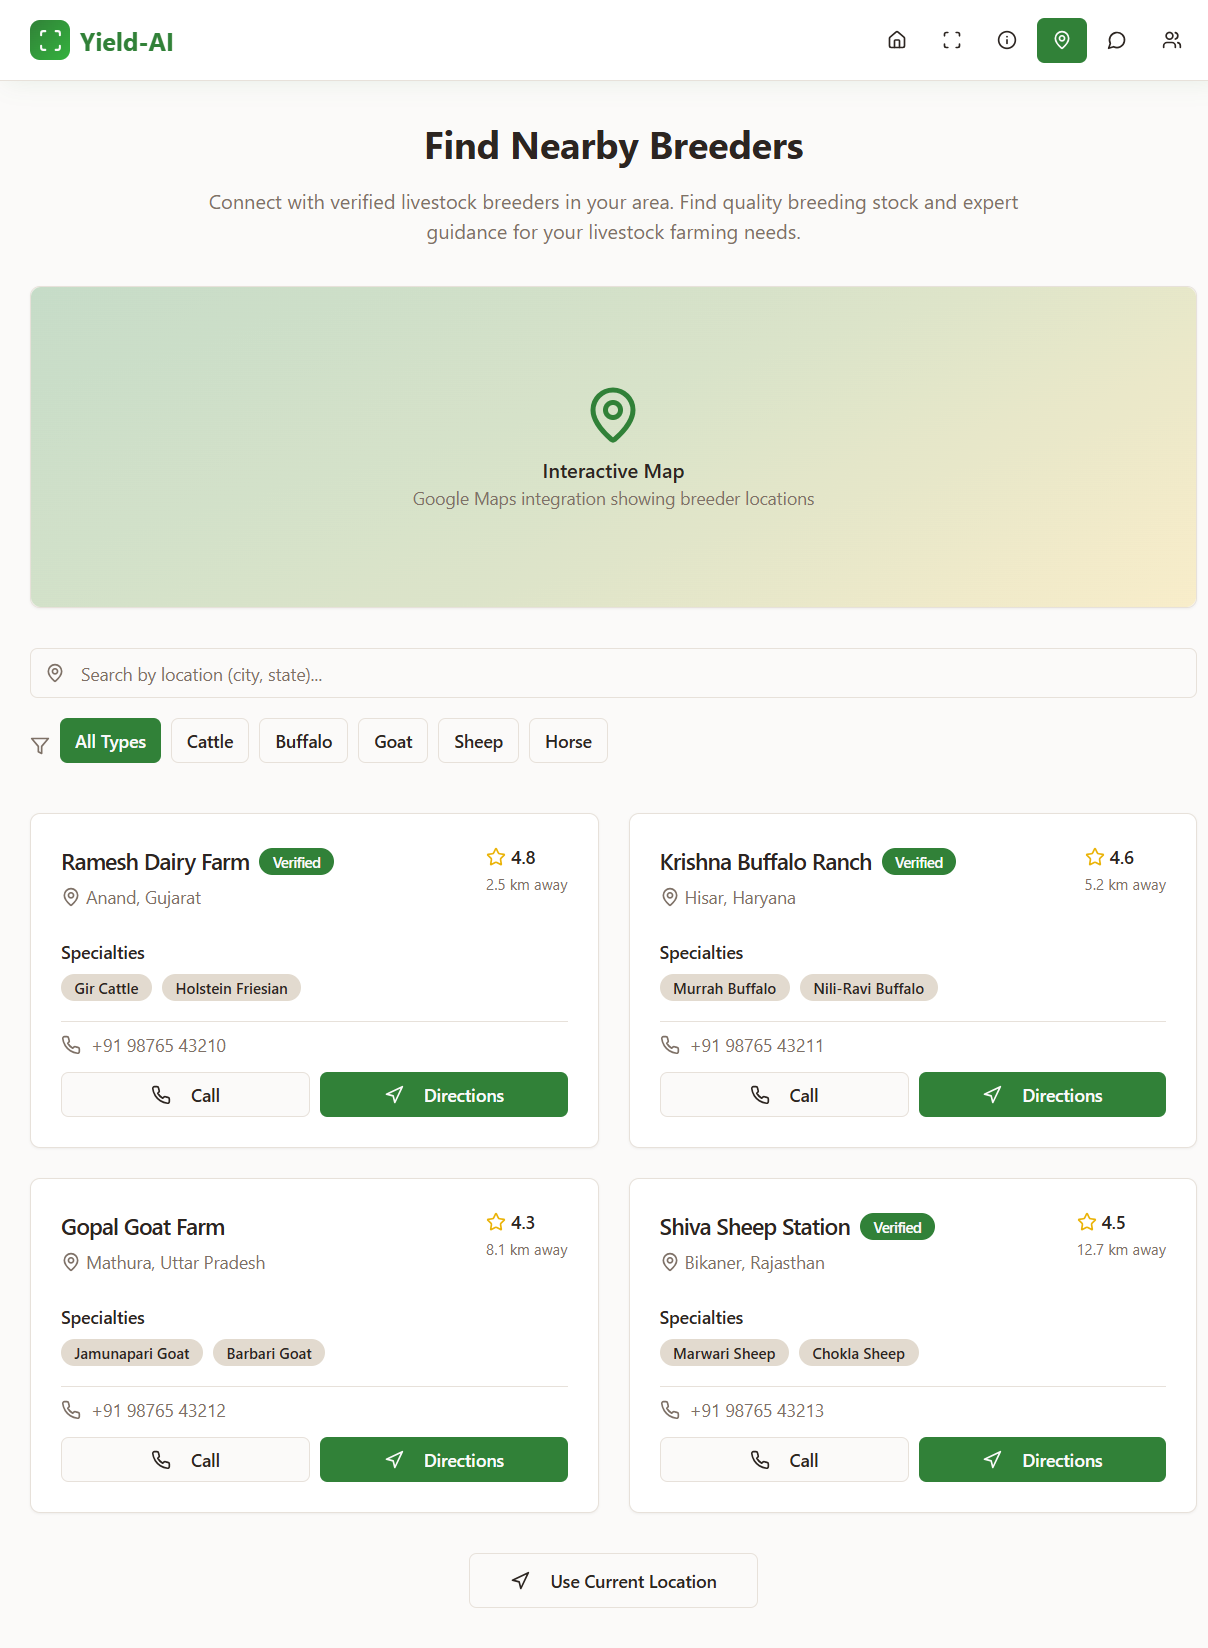 Yield-AI
Find Nearby Breeders
Connect with verified livestock breeders in your area. Find quality breeding stock and expert
guidance for your livestock farming needs.
Interactive Map
Google Maps integration showing breeder locations
Search by location (city, state)...
All Types Cattle Buffalo Goat Sheep Horse
Ramesh Dairy Farm Verified 4.8
2.5 km away
Anand, Gujarat
Specialties
Gir Cattle Holstein Friesian
+91 98765 43210
Call Directions
Krishna Buffalo Ranch Verified 4.6
5.2 km away
Hisar, Haryana
Specialties
Murrah Buffalo Nili-Ravi Buffalo
+91 98765 43211
Call Directions
Gopal Goat Farm 4.3
8.1 km away
Mathura, Uttar Pradesh
Specialties
Jamunapari Goat Barbari Goat
+91 98765 43212
Call Directions
Shiva Sheep Station Verified 4.5
12.7 km away
Bikaner, Rajasthan
Specialties
Marwari Sheep Chokla Sheep
+91 98765 43213
Call Directions
Use Current Location